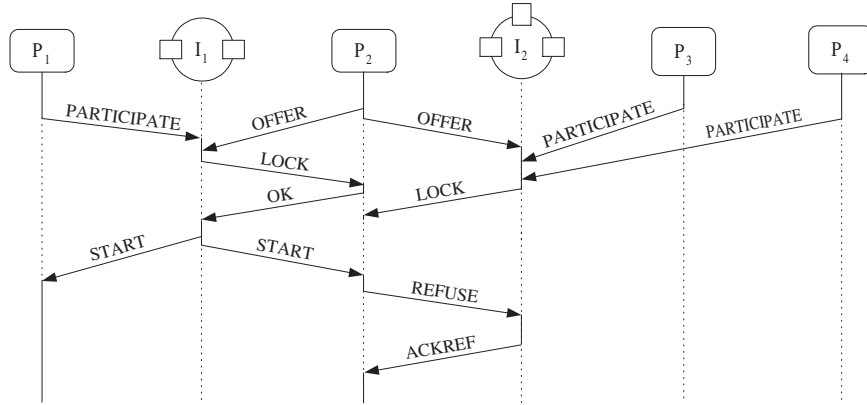 P1
I1
P2
I2
P3
P4
PARTICIPATE
OFFER
OFFER
PARTICIPATE
PARTICIPATE
LOCK
OK
LOCK
START
START
REFUSE
ACKREF